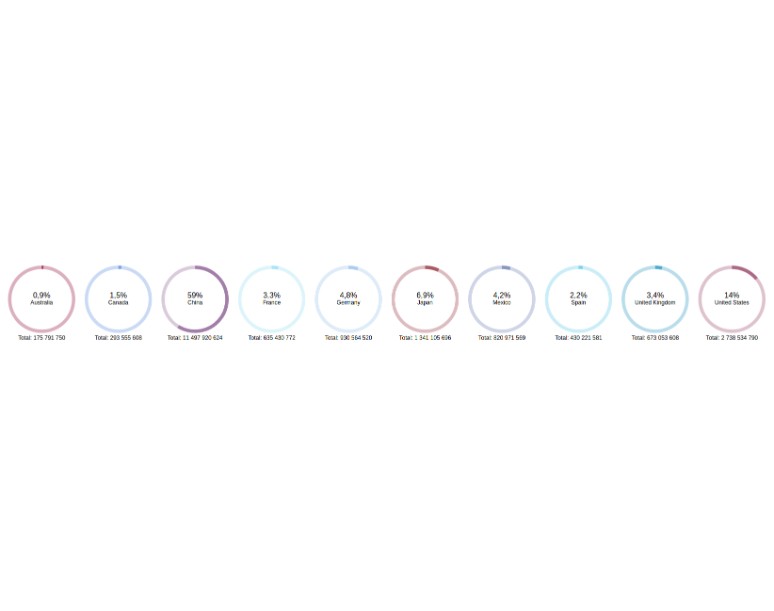 0,9%
Australia
Total: 175 791 750
1,5%
Canada
Total: 293 555 608
59%
China
Total: 11 497 920 624
3,3%
France
Total: 635 430 772
4,8%
Germany
Total: 930 564 520
6,9%
Japan
Total: 1 341 105 696
4,2%
Mexico
Total: 820 971 569
2,2%
Spain
Total: 430 221 581
3,4%
United Kingdom
Total: 673 053 608
14%
United States
Total: 2 738 534 790